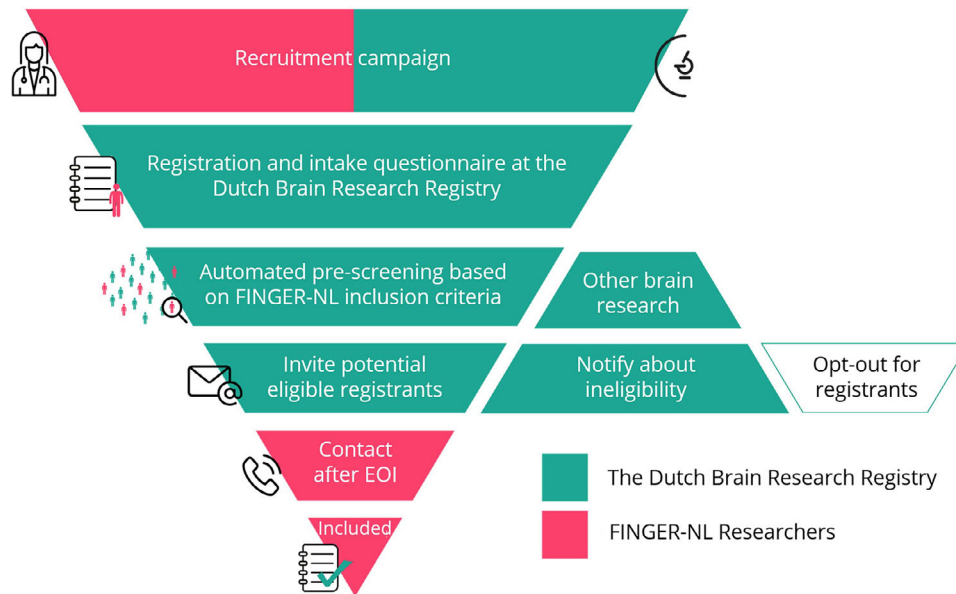 Recruitment campaign
Registration and intake questionnaire at the
Dutch Brain Research Registry
Automated pre-screening based
on FINGER-NL inclusion criteria
Other brain
research
Invite potential
eligible registrants
Notify about
ineligibility
Opt-out for
registrants
Contact
after EOI
Included
The Dutch Brain Research Registry
FINGER-NL Researchers